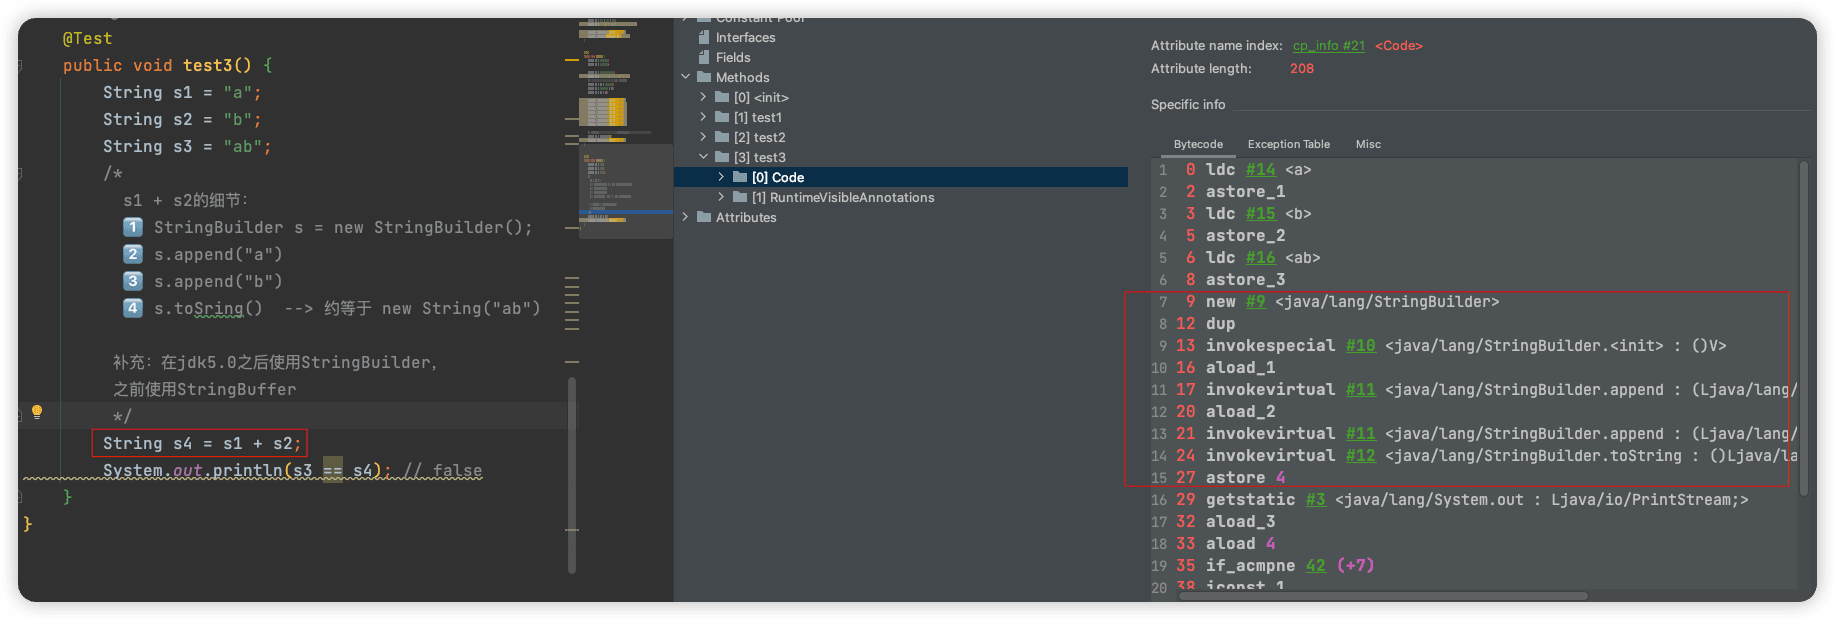 @Test
public void test3() {
String s1 = "a";
String s2 = "b";
String s3 = "ab";
/*
s1 + s2的细节:
1 StringBuilder s = new StringBuilder();
2 s.append("a")
3 s.append("b")
4 s.toSring() --> 约等于 new String("ab")
补充: 在jdk5.0之后使用StringBuilder,
之前使用StringBuffer
*/
String s4 = s1 + s2;
System.out.println(s3 == s4); // false
}
}
Constant Pool
Interfaces
Fields
Methods
[0] <init>
[1] test1
[2] test2
[3] test3
[0] Code
[1] RuntimeVisibleAnnotations
Attributes
Attribute name index: cp_info #21 <Code>
Attribute length: 208
Specific info
Bytecode Exception Table Misc
1 0 ldc #14 <a>
2 2 astore_1
3 3 ldc #15 <b>
4 5 astore_2
5 6 ldc #16 <ab>
6 8 astore_3
7 9 new #9 <java/lang/StringBuilder>
8 12 dup
9 13 invokespecial #10 <java/lang/StringBuilder.<init> : ()V>
10 16 aload_1
11 17 invokevirtual #11 <java/lang/StringBuilder.append : (Ljava/lang/
12 20 aload_2
13 21 invokevirtual #11 <java/lang/StringBuilder.append : (Ljava/lang/
14 24 invokevirtual #12 <java/lang/StringBuilder.toString : ()Ljava/la
15 27 astore 4
16 29 getstatic #3 <java/lang/System.out : Ljava/io/PrintStream;>
17 32 aload_3
18 33 aload 4
19 35 if_acmpne 42 (+7)
20 38 iconst_1